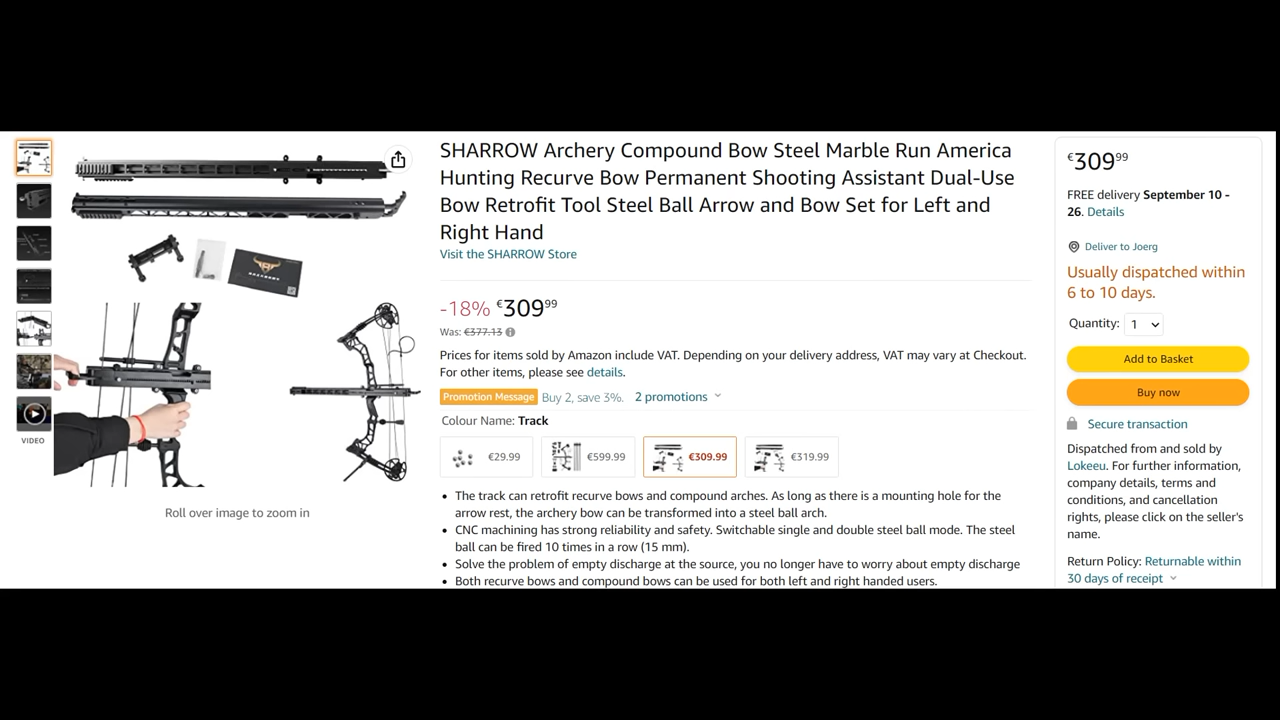 SHARROW Archery Compound Bow Steel Marble Run America
Hunting Recurve Bow Permanent Shooting Assistant Dual-Use
Bow Retrofit Tool Steel Ball Arrow and Bow Set for Left and
Right Hand
Visit the SHARROW Store
-18% €309⁹⁹
Was: €377.13
Prices for items sold by Amazon include VAT. Depending on your delivery address, VAT may vary at Checkout.
For other items, please see details.
Promotion Message Buy 2, save 3%. 2 promotions
Colour Name: Track
€29.99 €599.99 €309.99 €319.99
• The track can retrofit recurve bows and compound arches. As long as there is a mounting hole for the
arrow rest, the archery bow can be transformed into a steel ball arch.
• CNC machining has strong reliability and safety. Switchable single and double steel ball mode. The steel
ball can be fired 10 times in a row (15 mm).
• Solve the problem of empty discharge at the source, you no longer have to worry about empty discharge
• Both recurve bows and compound bows can be used for both left and right handed users.
VIDEO
Roll over image to zoom in
€309⁹⁹
FREE delivery September 10 -
26. Details
Deliver to Joerg
Usually dispatched within
6 to 10 days.
Quantity: 1
Add to Basket
Buy now
Secure transaction
Dispatched from and sold by
Lokeeu. For further information,
company details, terms and
conditions, and cancellation
rights, please click on the seller's
name.
Return Policy: Returnable within
30 days of receipt